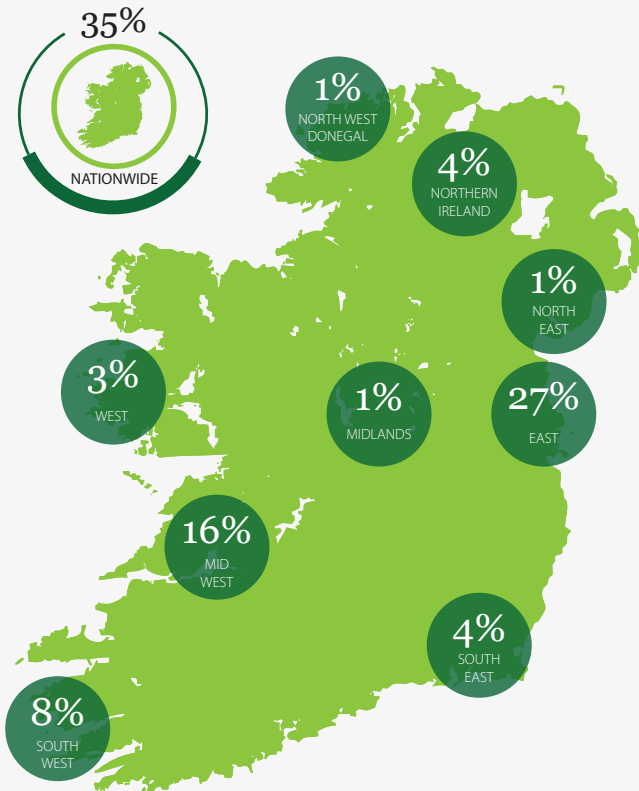 35%
NATIONWIDE
1%
NORTH WEST
DONEGAL
4%
NORTHERN
IRELAND
1%
NORTH
EAST
3%
WEST
1%
MIDLANDS
27%
EAST
16%
MID
WEST
4%
SOUTH
EAST
8%
SOUTH
WEST